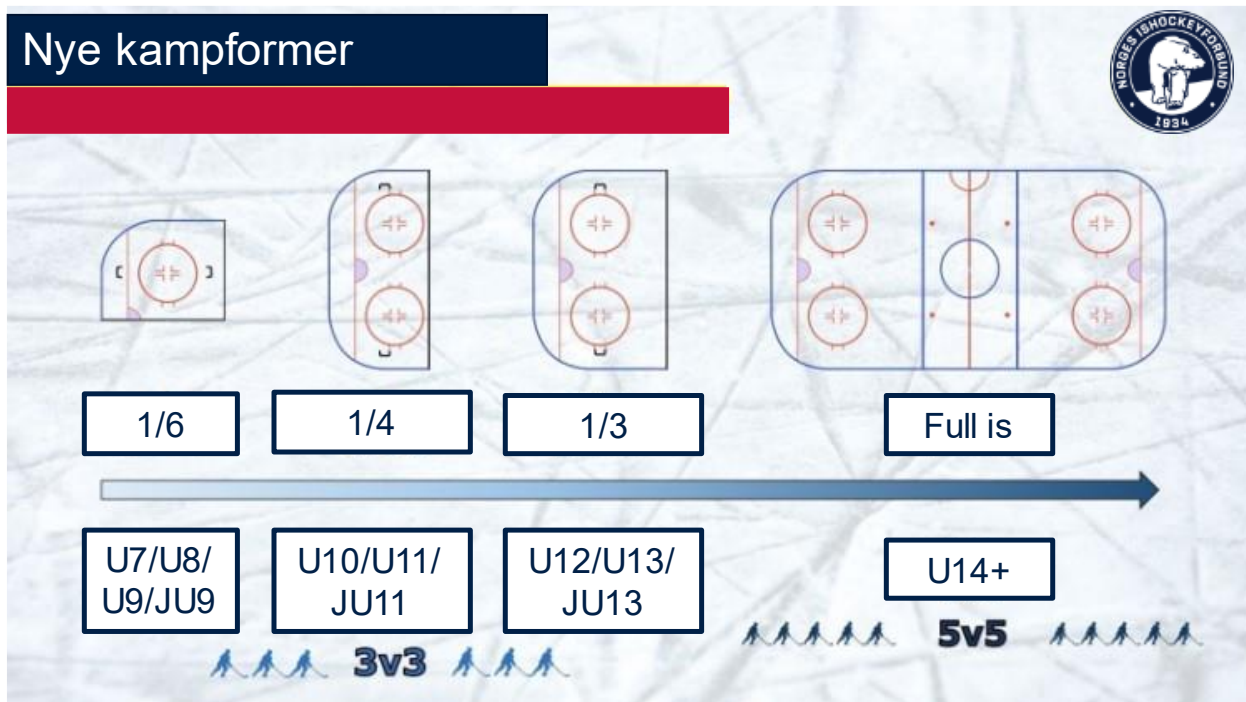 Nye kampformer
NORGES ISHOCKEYFORBUND
1934
1/6
1/4
1/3
Full is
U7/U8/
U9/JU9
U10/U11/
JU11
U12/U13/
JU13
U14+
3v3
5v5